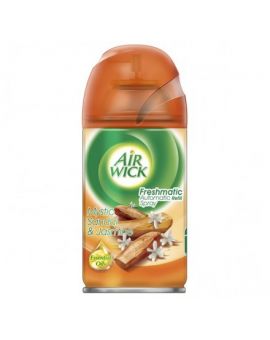 AIR
WICK
Freshmatic
Automatic Refill
Spray
Mystic
Sandal
& Jasmine
Essential
Oils